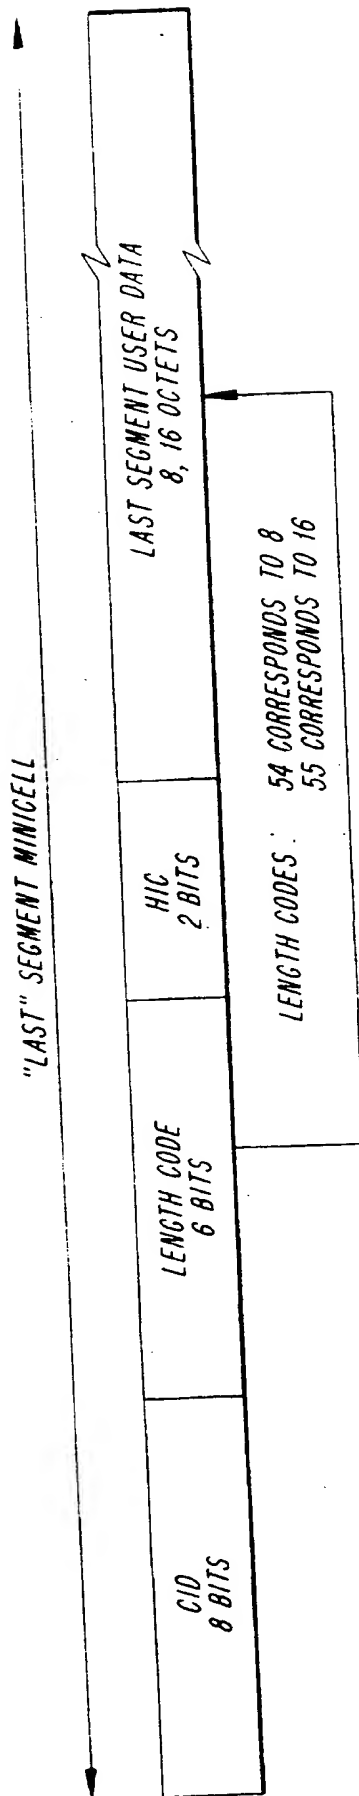 "LAST" SEGMENT MINICELL
CID
8 BITS
LENGTH CODE
6 BITS
HIC
2 BITS
LAST SEGMENT USER DATA
8, 16 OCTETS
LENGTH CODES: 54 CORRESPONDS TO 8
55 CORRESPONDS TO 16